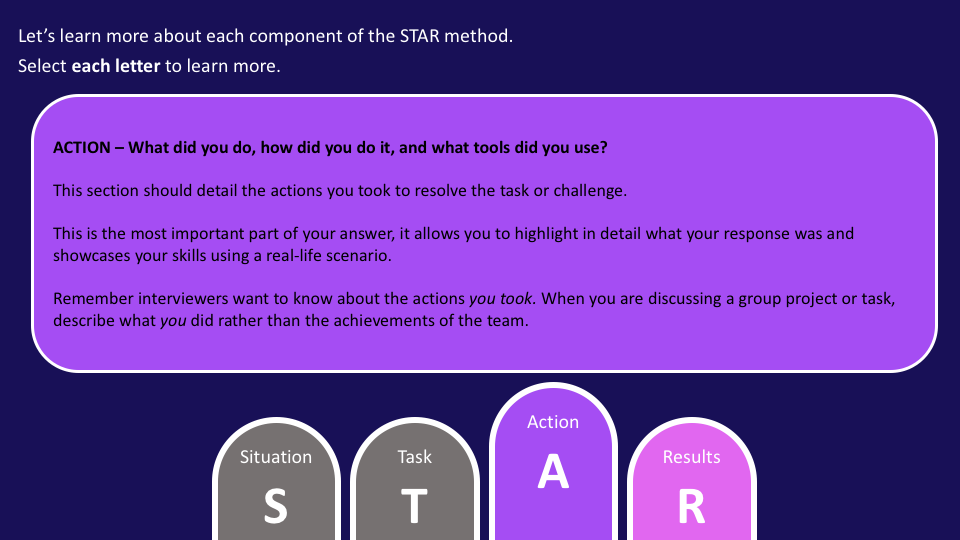 Let’s learn more about each component of the STAR method.
Select each letter to learn more.
ACTION – What did you do, how did you do it, and what tools did you use?
This section should detail the actions you took to resolve the task or challenge.
This is the most important part of your answer, it allows you to highlight in detail what your response was and
showcases your skills using a real-life scenario.
Remember interviewers want to know about the actions you took. When you are discussing a group project or task,
describe what you did rather than the achievements of the team.
Situation
S
Task
T
Action
A
Results
R